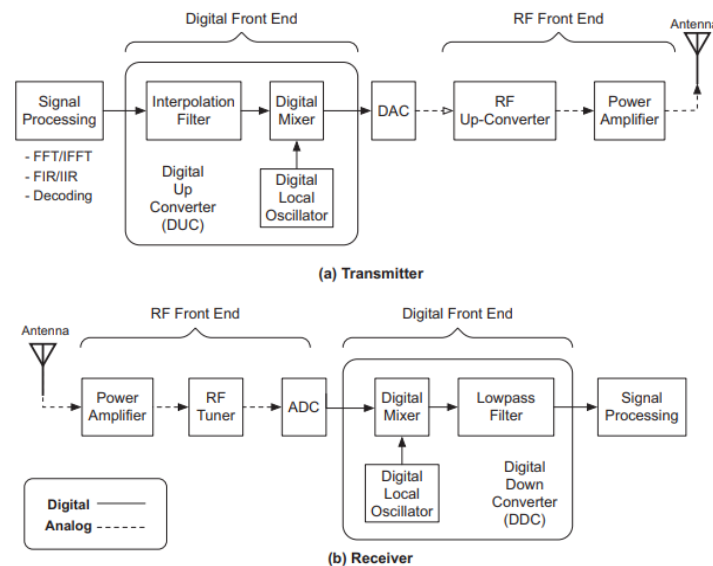 Digital Front End
RF Front End
Antenna
Signal
Processing
- FFT/IFFT
- FIR/IIR
- Decoding
Interpolation
Filter
Digital
Mixer
Digital
Up
Converter
(DUC)
Digital
Local
Oscillator
DAC
RF
Up-Converter
Power
Amplifier
(a) Transmitter
RF Front End
Digital Front End
Antenna
Power
Amplifier
RF
Tuner
ADC
Digital
Mixer
Lowpass
Filter
Signal
Processing
Digital
Local
Oscillator
Digital
Down
Converter
(DDC)
Digital
Analog
(b) Receiver